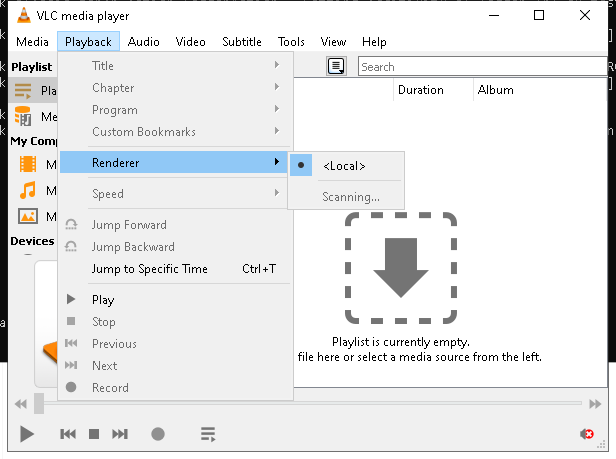 VLC media player
Media Playback Audio Video Subtitle Tools View Help
Playlist
Search
Pla
Duration Album
Me
My Comp
M
M
M
Devices
Title
Chapter
Program
Custom Bookmarks
Renderer
<Local>
Scanning...
Speed
Jump Forward
Jump Backward
Jump to Specific Time Ctrl+T
Play
Stop
Previous
Next
Record
Playlist is currently empty.
file here or select a media source from the left.